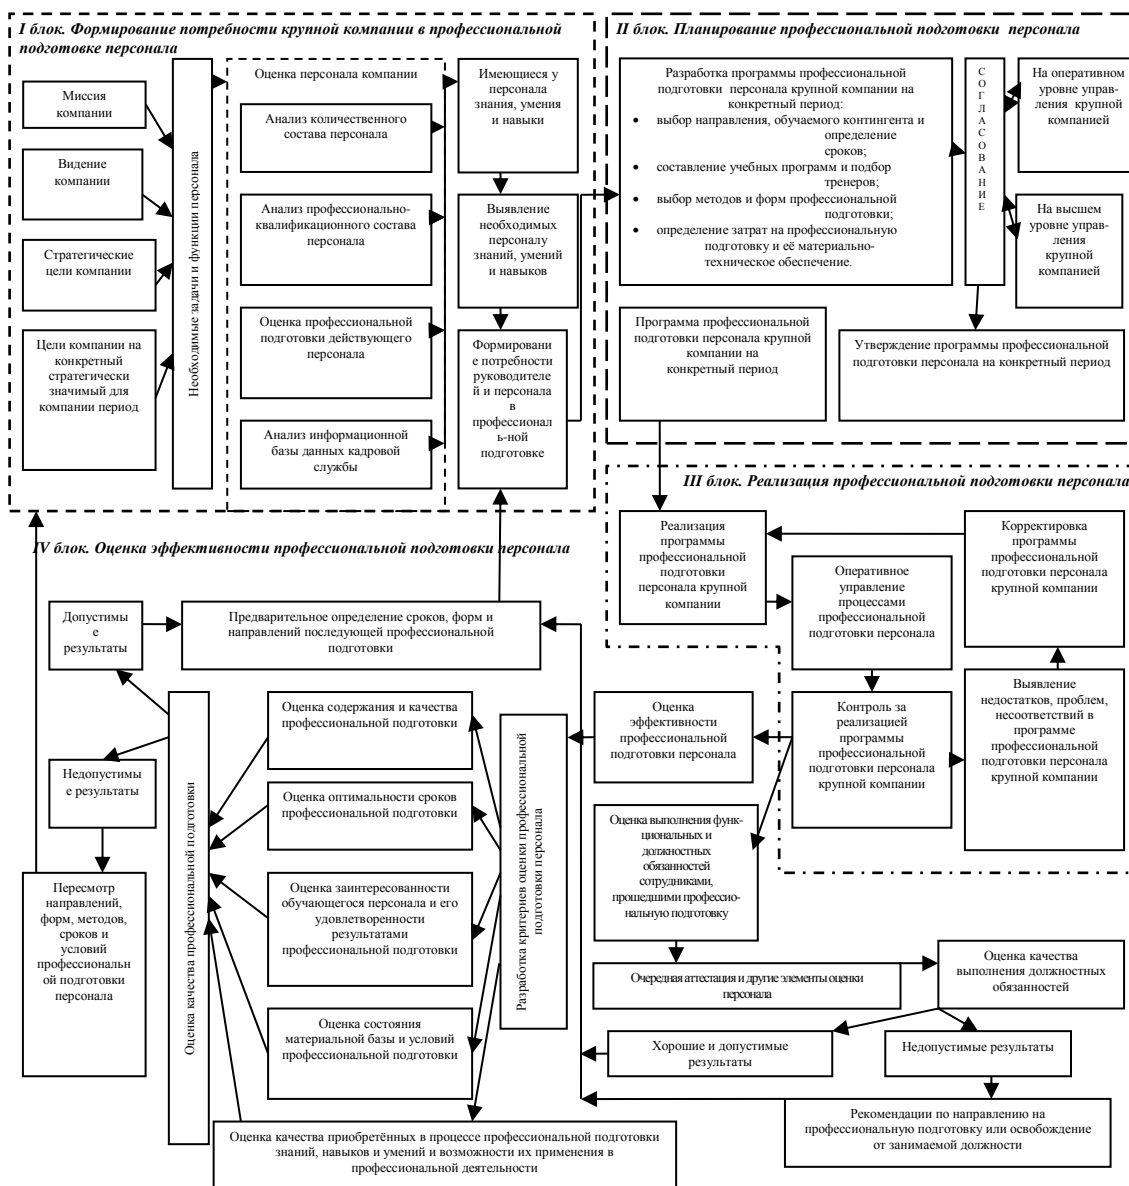 I блок. Формирование потребности крупной компании в профессиональной
подготовке персонала
Миссия
компании
Видение
компании
Стратегические
цели компании
Цели компании на
конкретный
стратегически
значимый для
компании период
Необходимые задачи и функции персонала
Оценка персонала компании
Анализ количественного
состава персонала
Анализ профессионально-
квалификационного состава
персонала
Оценка профессиональной
подготовки действующего
персонала
Анализ информационной
базы данных кадровой
службы
Имеющиеся у
персонала
знания, умения
и навыки
Выявление
необходимых
персоналу
знаний, умений
и навыков
Формировани
е потребности
руководителе
й и персонала
в
профессионал
ь-ной
подготовке
II блок. Планирование профессиональной подготовки персонала
Разработка программы профессиональной
подготовки персонала крупной компании на
конкретный период:
• выбор направления, обучаемого контингента и
определение
сроков;
• составление учебных программ и подбор
тренеров;
• выбор методов и форм профессиональной
подготовки;
• определение затрат на профессиональную
подготовку и её материально-
техническое обеспечение.
С
О
Г
Л
А
С
О
В
А
Н
И
Е
На оперативном
уровне управ-
ления крупной
компанией
На высшем
уровне управ-
ления
крупной
компанией
Программа профессиональной
подготовки персонала крупной
компании на
конкретный период
Утверждение программы профессиональной
подготовки персонала на конкретный период
III блок. Реализация профессиональной подготовки персонала
Реализация
программы
профессиональной
подготовки
персонала крупной
компании
Оперативное
управление
процессами
профессиональной
подготовки персонала
Корректировка
программы
профессиональной
подготовки персонала
крупной компании
Контроль за
реализацией
программы
профессиональной
подготовки персонала
крупной компании
Выявление
недостатков, проблем,
несоответствий в
программе
профессиональной
подготовки персонала
крупной компании
IV блок. Оценка эффективности профессиональной подготовки персонала
Допустимы
е
результаты
Предварительное определение сроков, форм и
направлений последующей профессиональной
подготовки
Недопустимы
е результаты
Пересмотр
направлений,
форм, методов,
сроков и
условий
профессиональ
ной подготовки
персонала
Оценка качества профессиональной подготовки
Оценка содержания и качества
профессиональной подготовки
Оценка оптимальности сроков
профессиональной подготовки
Оценка заинтересованности
обучающегося персонала и его
удовлетворенности
результатами
профессиональной подготовки
Оценка состояния
материальной базы и условий
профессиональной подготовки
Оценка качества приобретённых в процессе профессиональной подготовки
знаний, навыков и умений и возможности их применения в
профессиональной деятельности
Разработка критериев оценки профессиональной
подготовки персонала
Оценка
эффективности
профессиональной
подготовки персонала
Оценка выполнения функ-
циональных и
должностных
обязанностей
сотрудниками,
прошедшими професси-
ональную подготовку
Очередная аттестация и другие элементы оценки
персонала
Оценка качества
выполнения должностных
обязанностей
Хорошие и допустимые
результаты
Недопустимые результаты
Рекомендации по направлению на
профессиональную подготовку или освобождение
от занимаемой должности